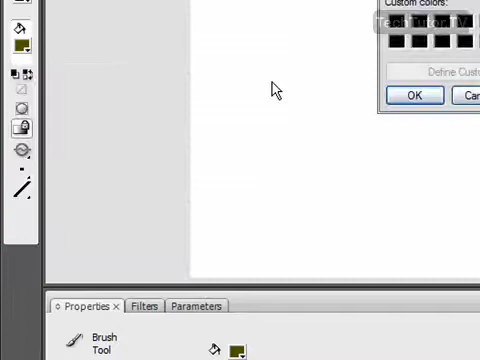 Custom colors:
TechTutor.TV
Define Custo
OK
Can
Properties ×
Filters
Parameters
Brush
Tool